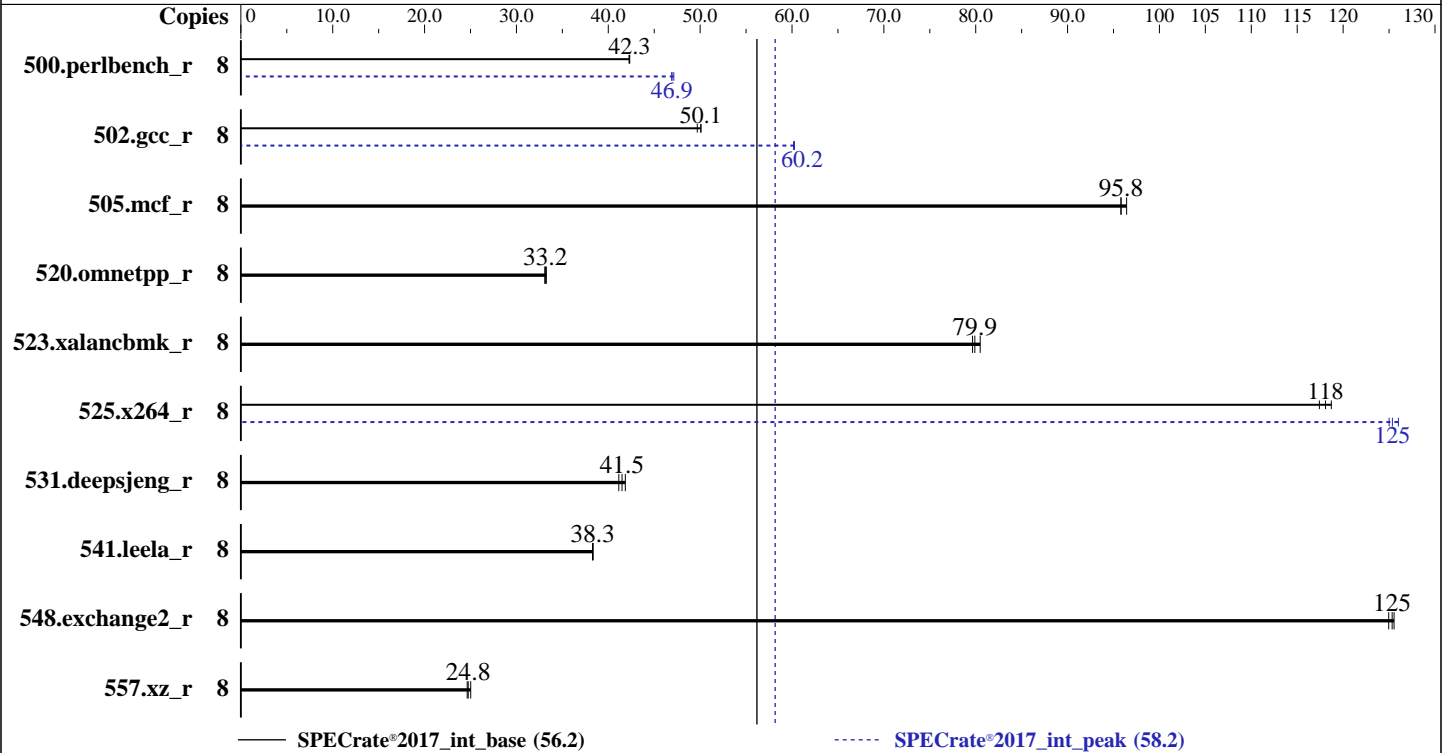 Copies 0 10.0 20.0 30.0 40.0 50.0 60.0 70.0 80.0 90.0 100 105 110 115 120 130
500.perlbench_r 8 42.3
46.9
502.gcc_r 8 50.1
60.2
505.mcf_r 8 95.8
520.omnetpp_r 8 33.2
523.xalancbmk_r 8 79.9
525.x264_r 8 118
125
531.deepsjeng_r 8 41.5
541.leela_r 8 38.3
548.exchange2_r 8 125
557.xz_r 8 24.8
SPECrate®2017_int_base (56.2) SPECrate®2017_int_peak (58.2)